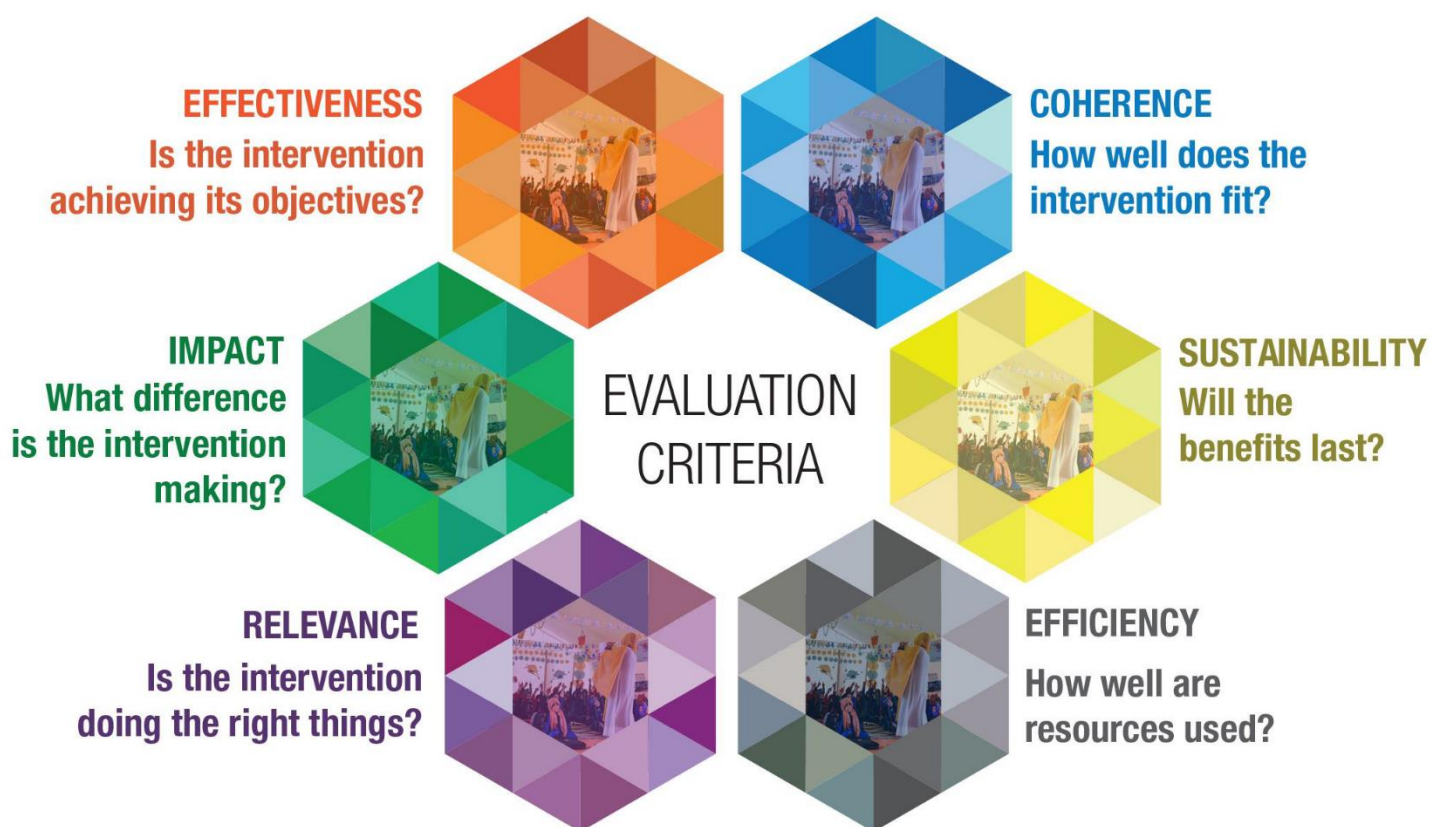 EFFECTIVENESS
Is the intervention
achieving its objectives?
COHERENCE
How well does the
intervention fit?
IMPACT
What difference
is the intervention
making?
EVALUATION
CRITERIA
SUSTAINABILITY
Will the
benefits last?
RELEVANCE
Is the intervention
doing the right things?
EFFICIENCY
How well are
resources used?